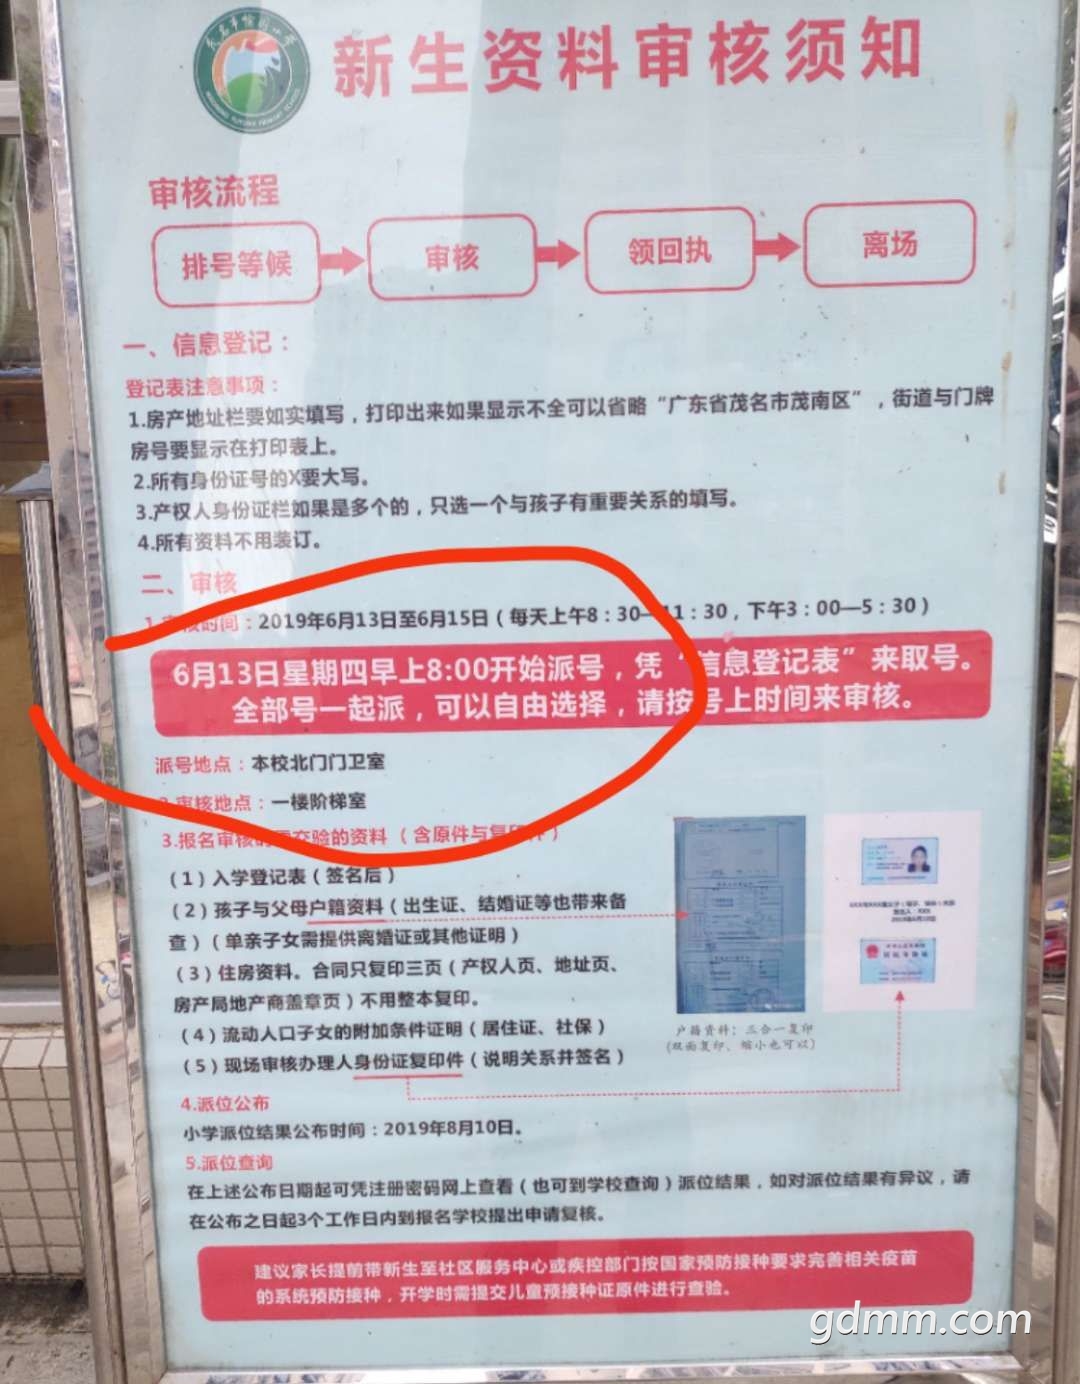 新生资料审核须知
审核流程
排号等候
审核
领回执
离场
一、信息登记：
登记表注意事项：
1.房产地址栏要如实填写，打印出来如果显示不全可以省略“广东省茂名市茂南区”，街道与门牌
房号要显示在打印表上。
2.所有身份证号的X要大写。
3.产权人身份证栏如果是多个的，只选一个与孩子有重要关系的填写。
4.所有资料不用装订。
二、审核
1.审核时间：2019年6月13日至6月15日（每天上午8：30—11：30，下午3：00—5：30）
6月13日星期四早上8:00开始派号，凭“信息登记表”来取号。
全部号一起派，可以自由选择，请按号上时间来审核。
派号地点：本校北门门卫室
2.审核地点：一楼阶梯室
3.报名审核时需交验的资料（含原件与复印件）
（1）入学登记表（签名后）
（2）孩子与父母户籍资料（出生证、结婚证等也带来备
查）（单亲子女需提供离婚证或其他证明）
（3）住房资料。合同只复印三页（产权人页、地址页、
房产局地产商盖章页）不用整本复印。
（4）流动人口子女的附加条件证明（居住证、社保）
（5）现场审核办理人身份证复印件（说明关系并签名）
户籍资料：三合一复印
(双面复印、缩小也可以)
4.派位公布
小学派位结果公布时间：2019年8月10日。
5.派位查询
在上述公布日期起可凭注册密码网上查看（也可到学校查询）派位结果，如对派位结果有异议，请
在公布之日起3个工作日内到报名学校提出申请复核。
建议家长提前带新生至社区服务中心或疾控部门按国家预防接种要求完善相关疫苗
的系统预防接种，开学时需提交儿童预接种证原件进行查验。
gdmm.com